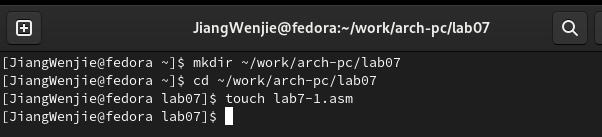 JiangWenjie@fedora:~/work/arch-pc/lab07
[JiangWenjie@fedora ~]$ mkdir ~/work/arch-pc/lab07
[JiangWenjie@fedora ~]$ cd ~/work/arch-pc/lab07
[JiangWenjie@fedora lab07]$ touch lab7-1.asm
[JiangWenjie@fedora lab07]$